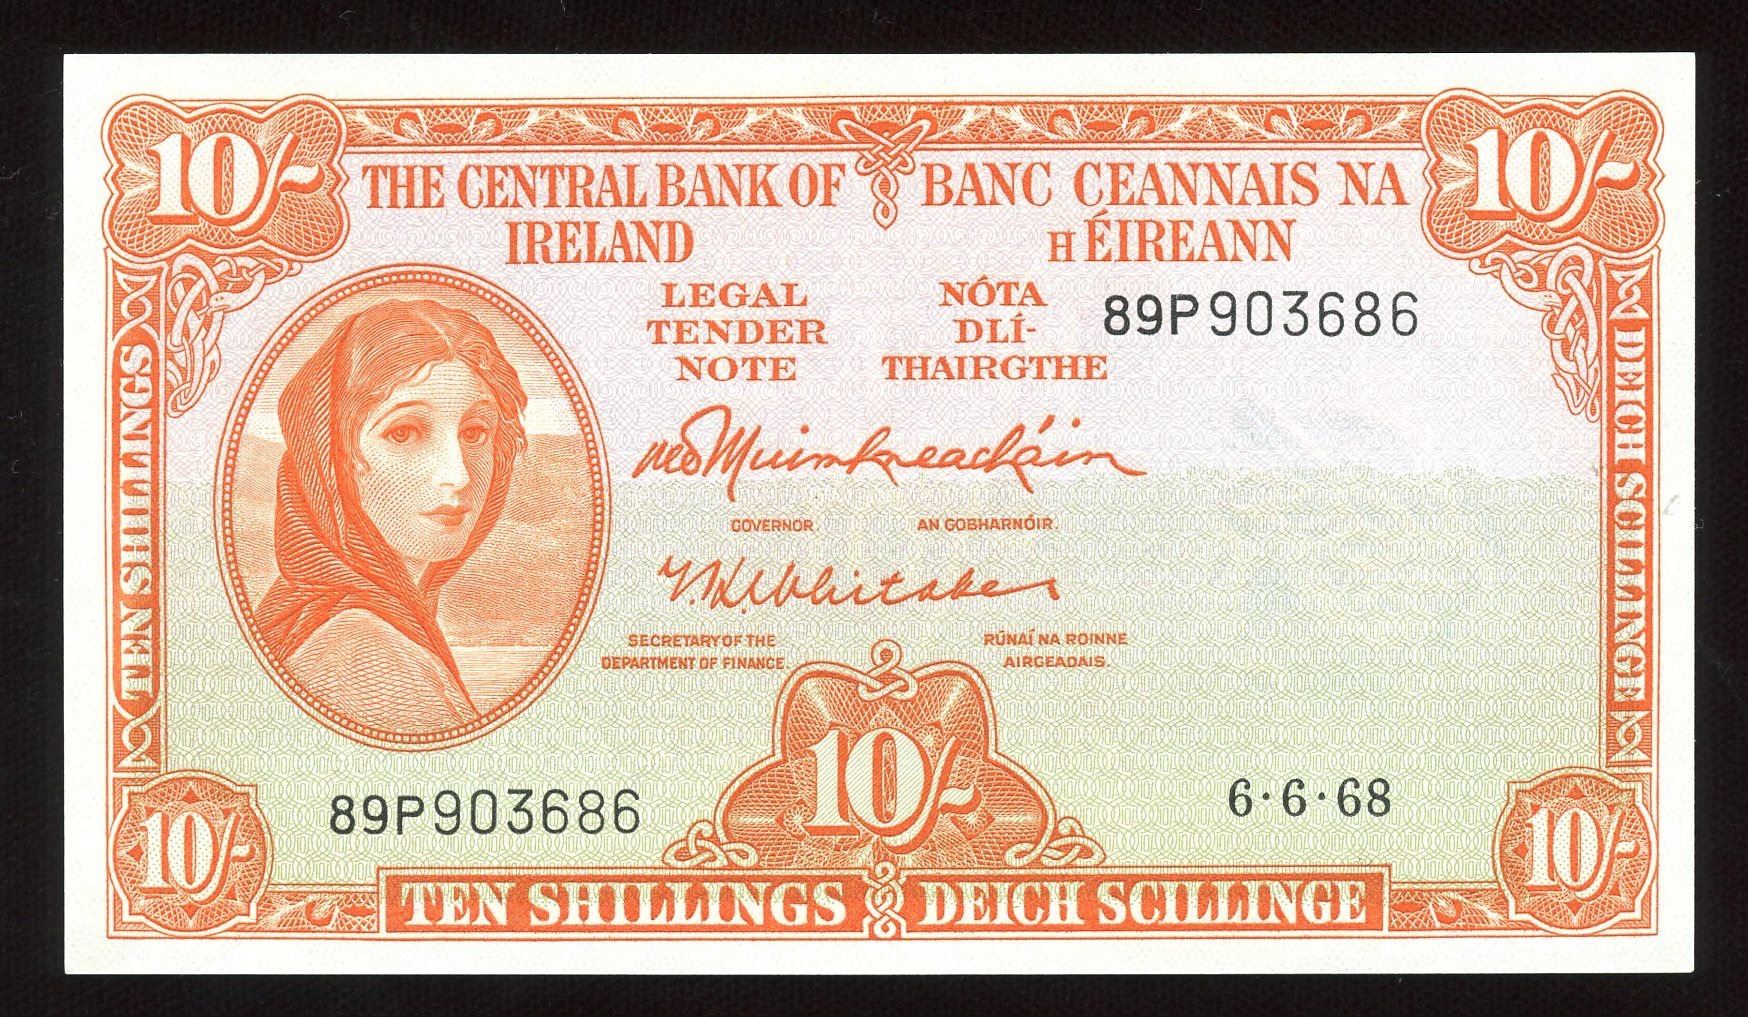 10/-
10/-
THE CENTRAL BANK OF
IRELAND
BANC CEANNAIS NA
H ÉIREANN
LEGAL
TENDER
NOTE
NÓTA
DLÍ-
THAIRGTHE
89P903686
TEN SHILLINGS
DEICH SCILLINGE
GOVERNOR
AN GOBHARNÓIR.
T.K. Whitaker
SECRETARY OF THE
DEPARTMENT OF FINANCE.
RÚNAÍ NA ROINNE
AIRGEADAIS.
89P903686
10/-
6·6·68
10/-
10/-
TEN SHILLINGS
DEICH SCILLINGE